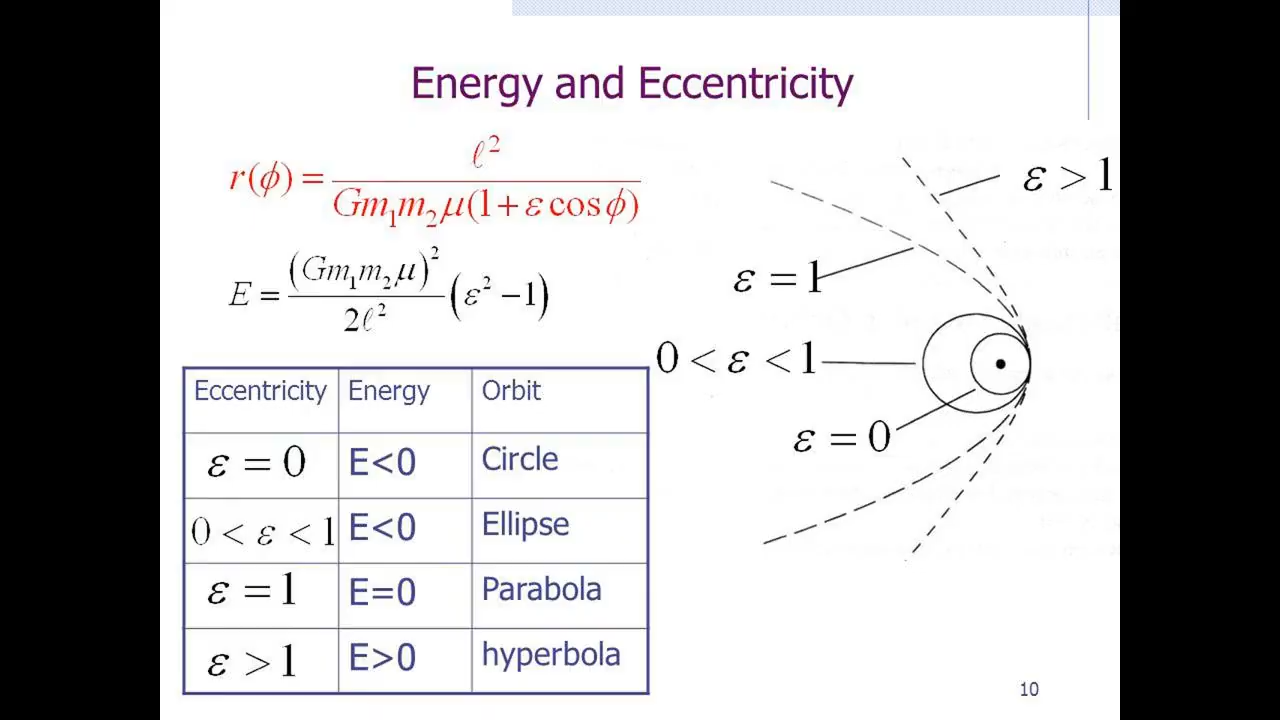 Energy and Eccentricity
r(φ) = ℓ² / Gm₁m₂μ(1 + ε cos φ)
E = (Gm₁m₂μ)² / 2ℓ² (ε² − 1)
ε > 1
ε = 1
0 < ε < 1
ε = 0
Eccentricity Energy Orbit
ε = 0 E<0 Circle
0 < ε < 1 E<0 Ellipse
ε = 1 E=0 Parabola
ε > 1 E>0 hyperbola
10